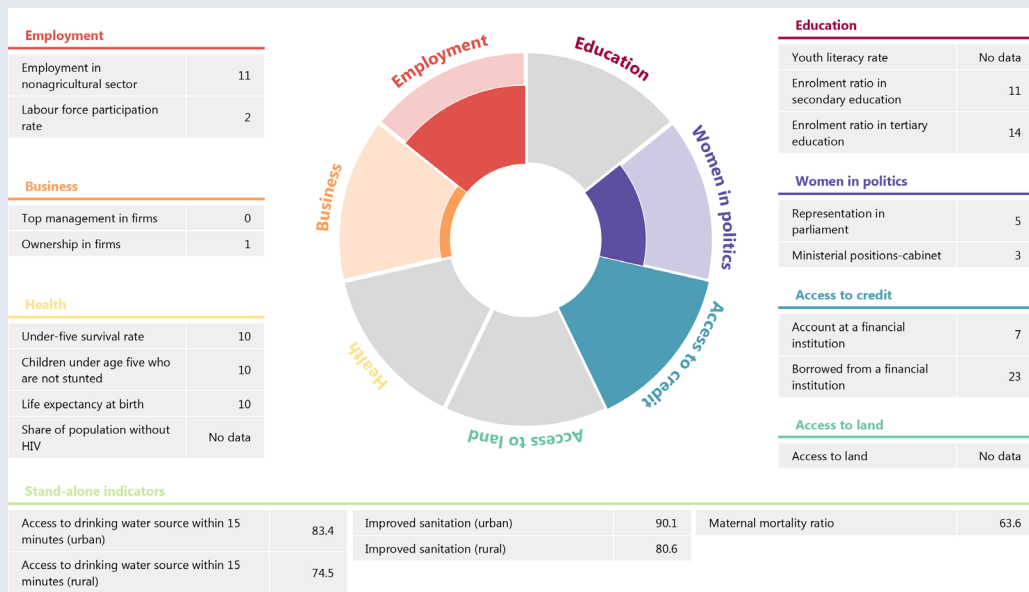 Employment
Employment in
nonagricultural sector
11
Labour force participation
rate
2
Business
Top management in firms
0
Ownership in firms
1
Health
Under-five survival rate
10
Children under age five who
are not stunted
10
Life expectancy at birth
10
Share of population without
HIV
No data
Employment
Education
Women in politics
Access to credit
Access to land
Health
Business
Education
Youth literacy rate
No data
Enrolment ratio in
secondary education
11
Enrolment ratio in tertiary
education
14
Women in politics
Representation in
parliament
5
Ministerial positions-cabinet
3
Access to credit
Account at a financial
institution
7
Borrowed from a financial
institution
23
Access to land
Access to land
No data
Stand-alone indicators
Access to drinking water source within 15
minutes (urban)
83.4
Access to drinking water source within 15
minutes (rural)
74.5
Improved sanitation (urban)
90.1
Improved sanitation (rural)
80.6
Maternal mortality ratio
63.6